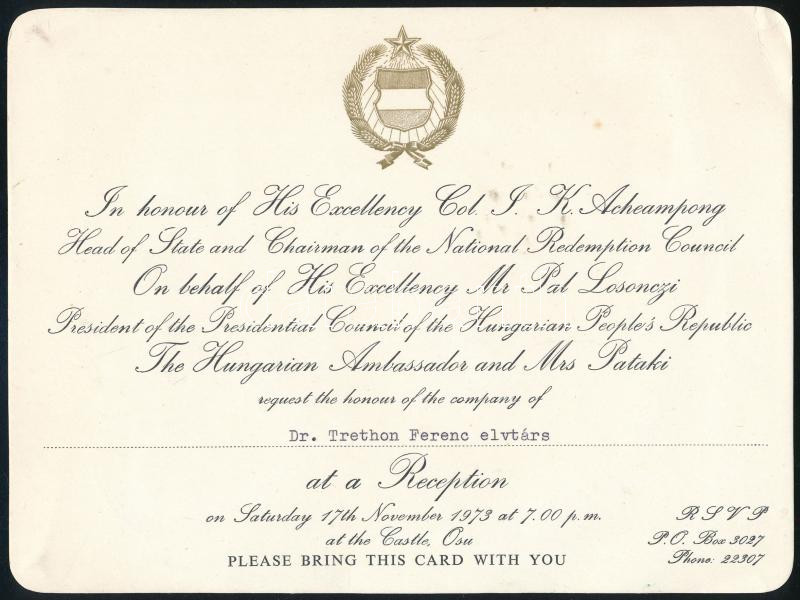 In honour of His Excellency Col. I. K. Acheampong
Head of State and Chairman of the National Redemption Council
On behalf of His Excellency Mr Pal Losonczi
President of the Presidential Council of the Hungarian People's Republic
The Hungarian Ambassador and Mrs Pataki
request the honour of the company of
Dr. Trethon Ferenc elvtárs
at a Reception
on Saturday 17th November 1973 at 7.00 p.m.
at the Castle, Osu
PLEASE BRING THIS CARD WITH YOU
R S V P
P.O. Box 3027
Phone: 22307